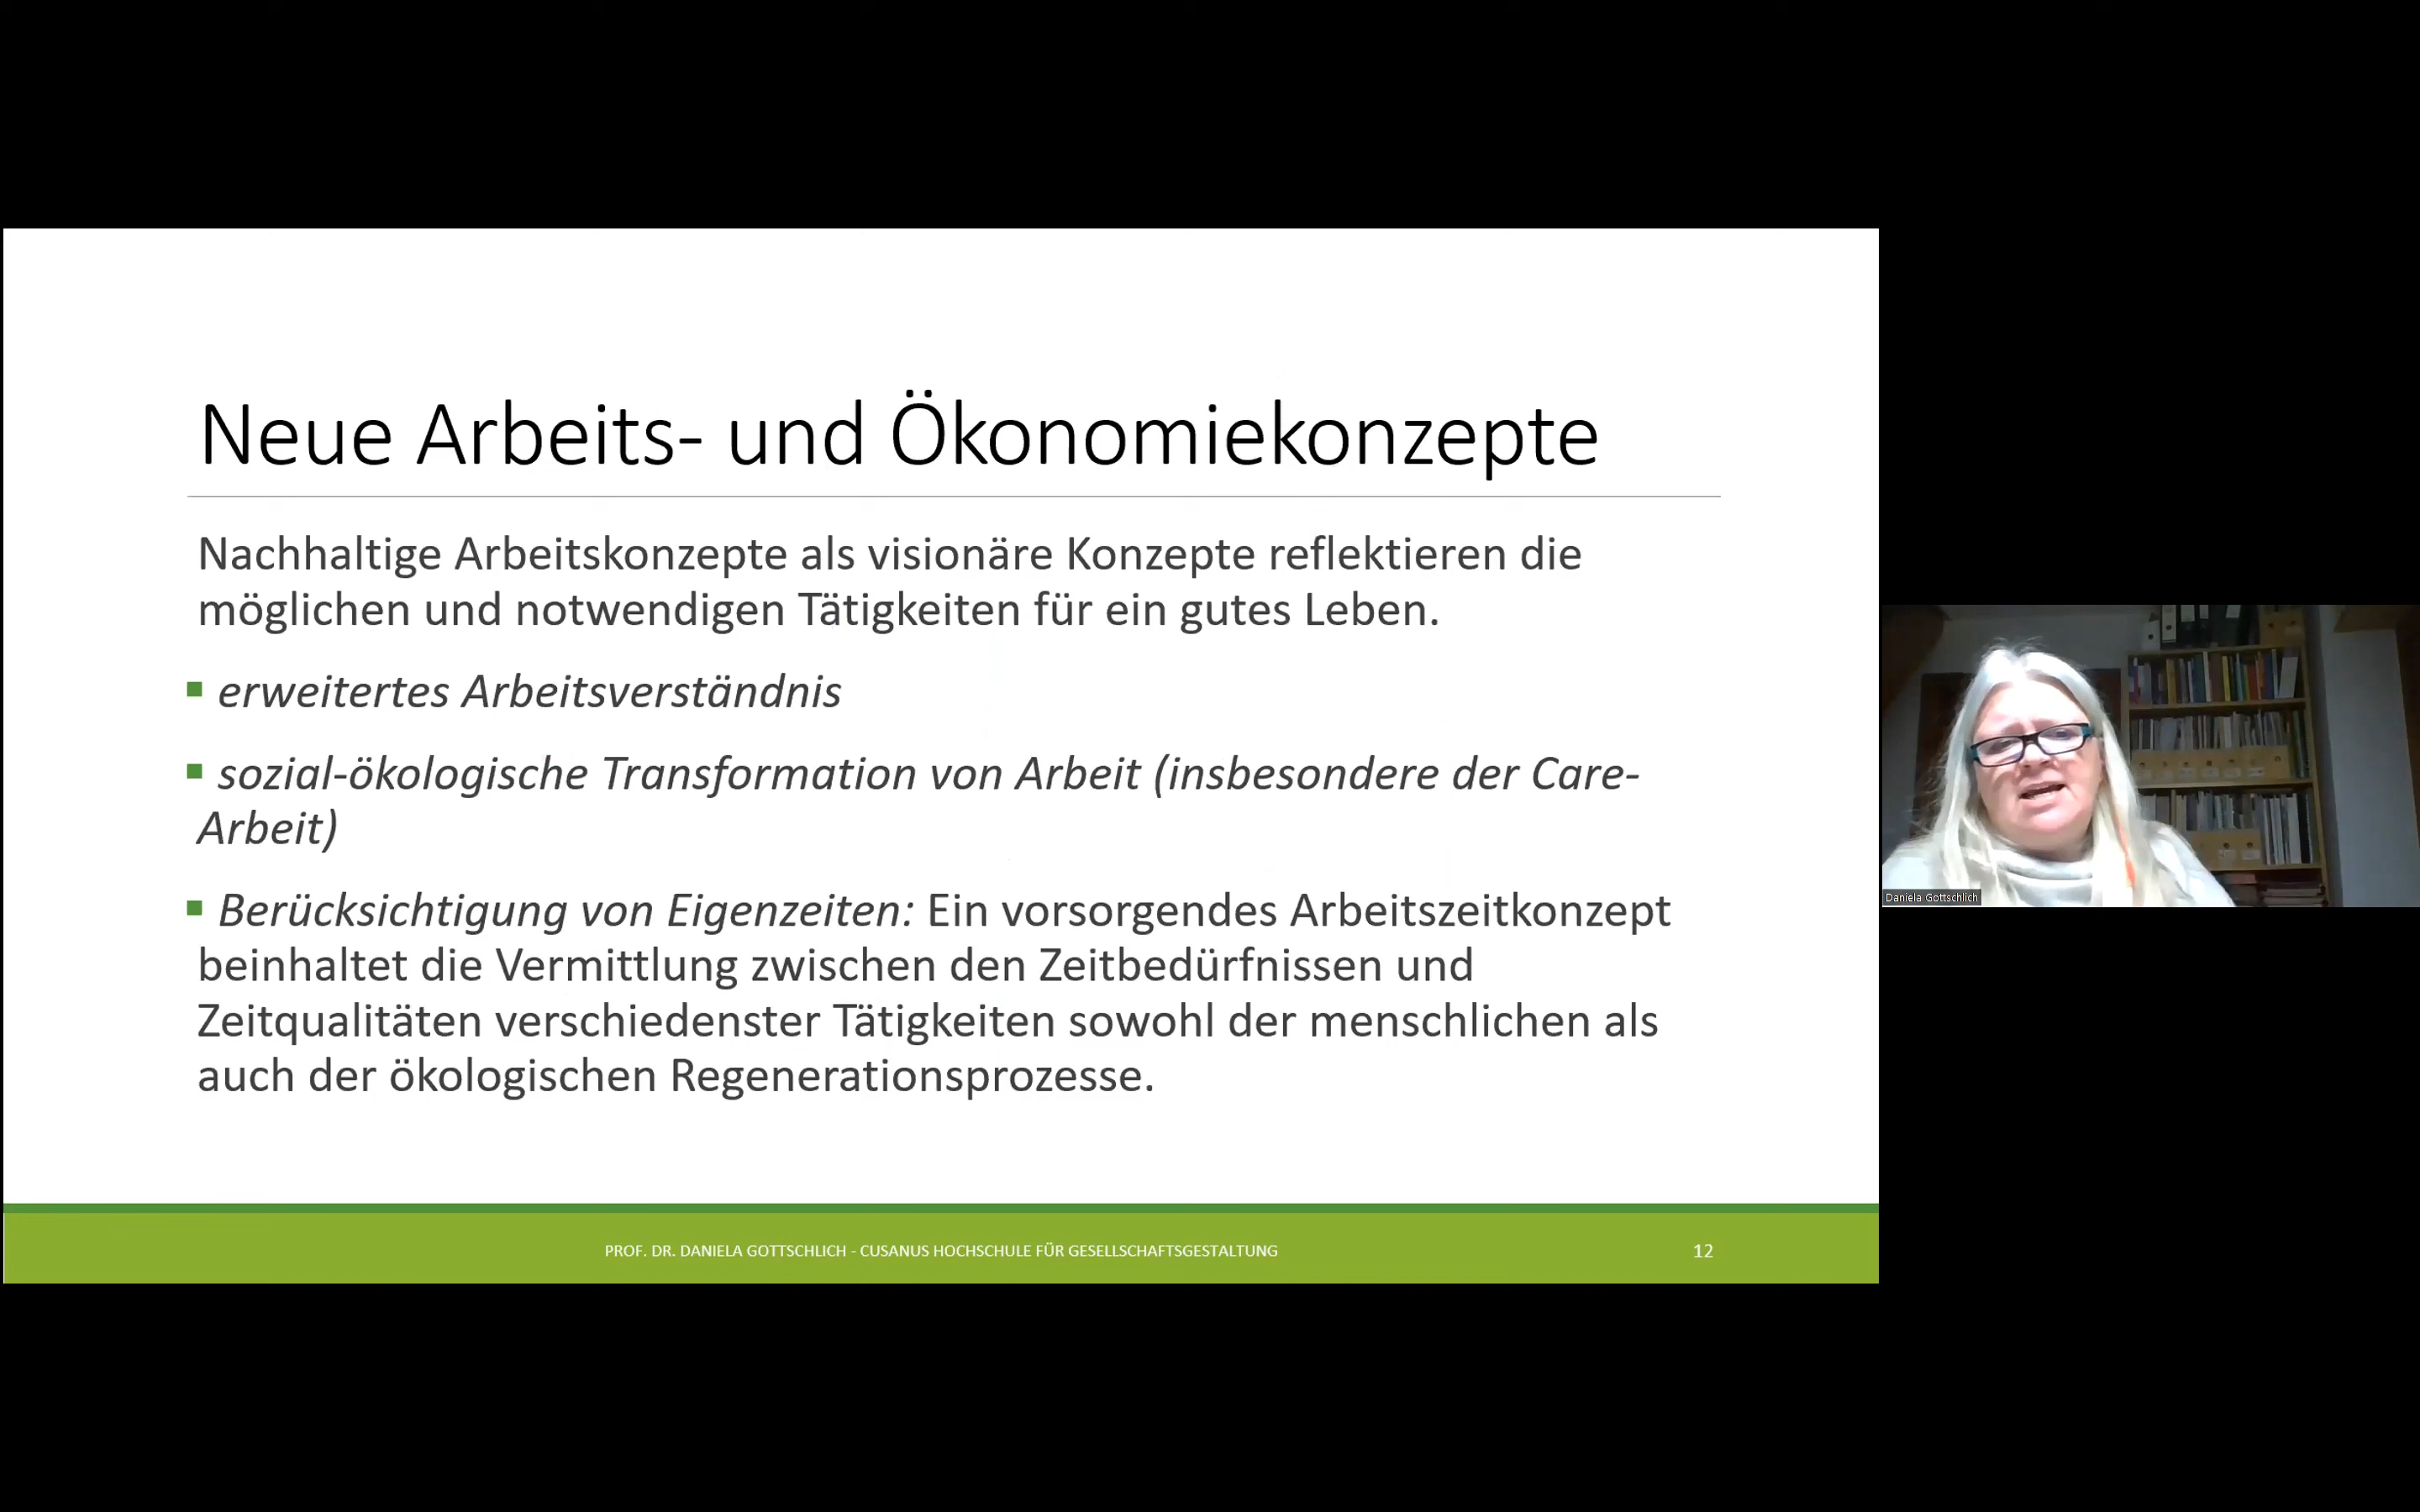 Neue Arbeits- und Ökonomiekonzepte
Nachhaltige Arbeitskonzepte als visionäre Konzepte reflektieren die
möglichen und notwendigen Tätigkeiten für ein gutes Leben.
▪ erweitertes Arbeitsverständnis
▪ sozial-ökologische Transformation von Arbeit (insbesondere der Care-
Arbeit)
▪ Berücksichtigung von Eigenzeiten: Ein vorsorgendes Arbeitszeitkonzept
beinhaltet die Vermittlung zwischen den Zeitbedürfnissen und
Zeitqualitäten verschiedenster Tätigkeiten sowohl der menschlichen als
auch der ökologischen Regenerationsprozesse.
PROF. DR. DANIELA GOTTSCHLICH - CUSANUS HOCHSCHULE FÜR GESELLSCHAFTSGESTALTUNG
12
Daniela Gottschlich